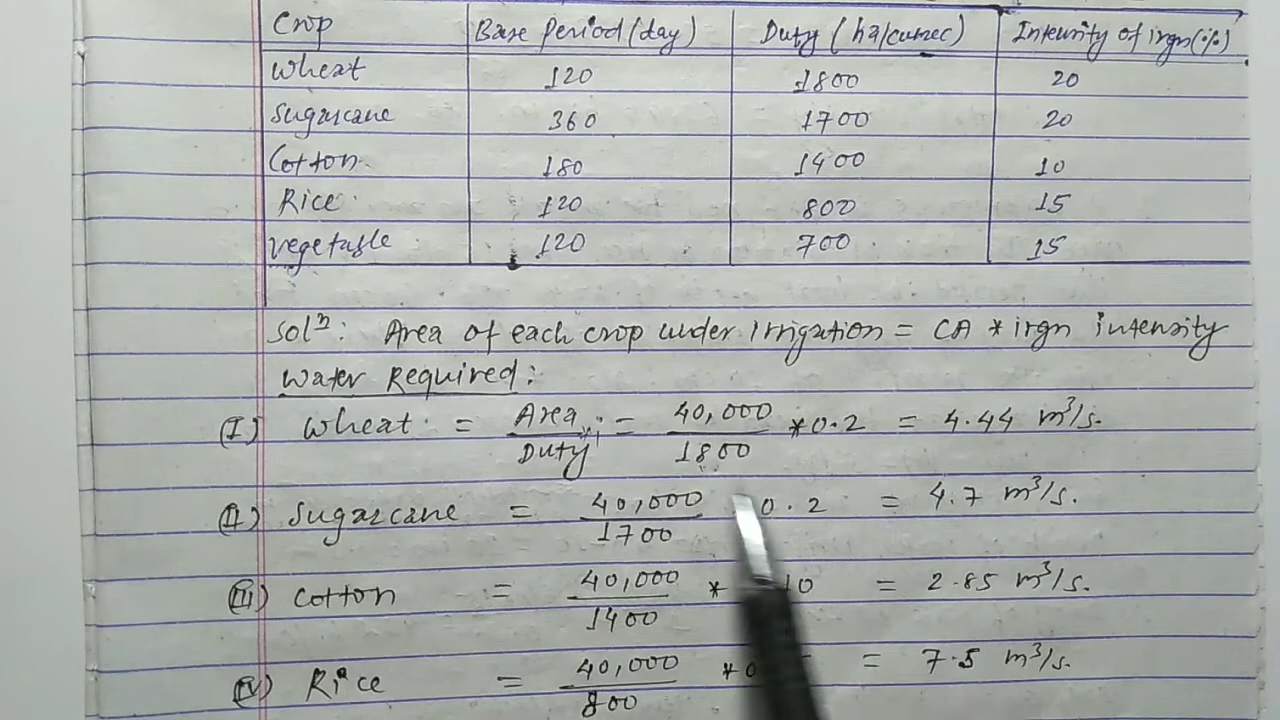 Crop Base Period (day) Duty (ha/cumec) Intensity of irgn (%)
Wheat 120 1800 20
Sugarcane 360 1700 20
Cotton 180 1400 10
Rice 120 800 15
Vegetable 120 700 15
Solⁿ: Area of each crop under Irrigation = CA * irgn intensity
Water Required:
(I) Wheat = Area / Duty = 40,000 / 1800 * 0.2 = 4.44 m³/s.
(II) Sugarcane = 40,000 / 1700 0.2 = 4.7 m³/s.
(III) Cotton = 40,000 / 1400 * 10 = 2.85 m³/s.
(IV) Rice = 40,000 / 800 * 0 = 7.5 m³/s.